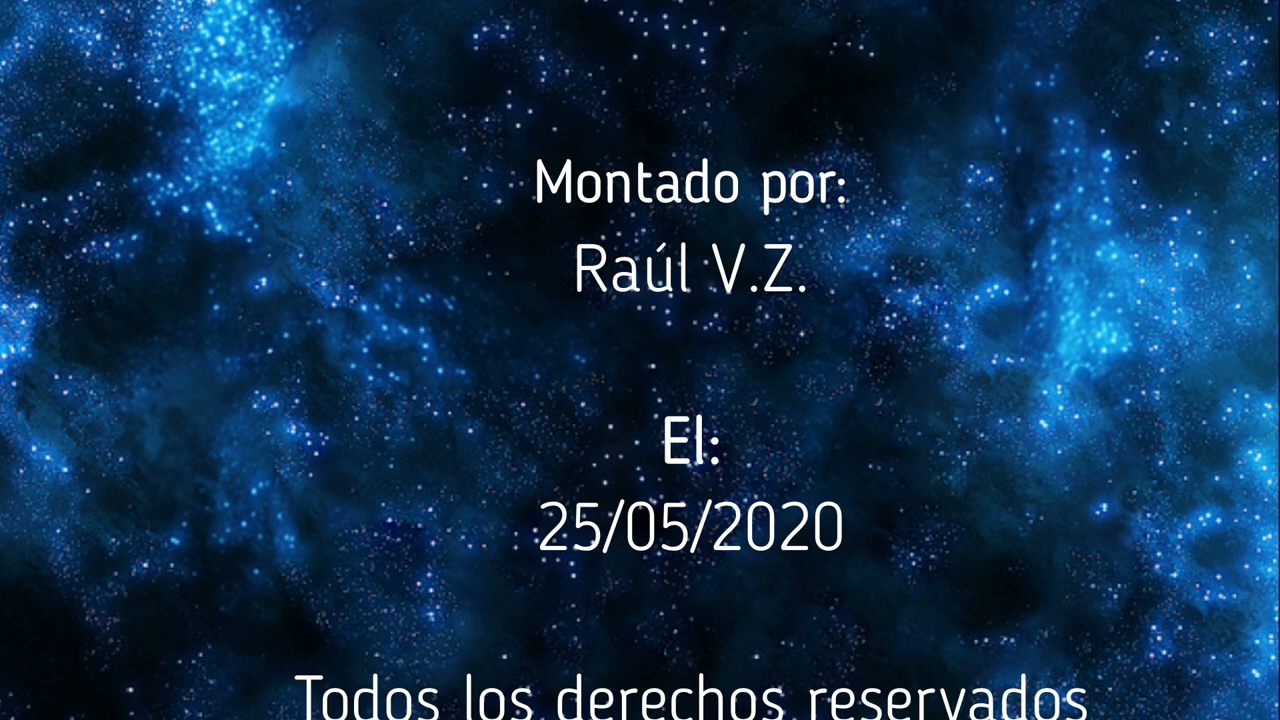 Montado por:
Raúl V.Z.
El:
25/05/2020
Todos los derechos reservados